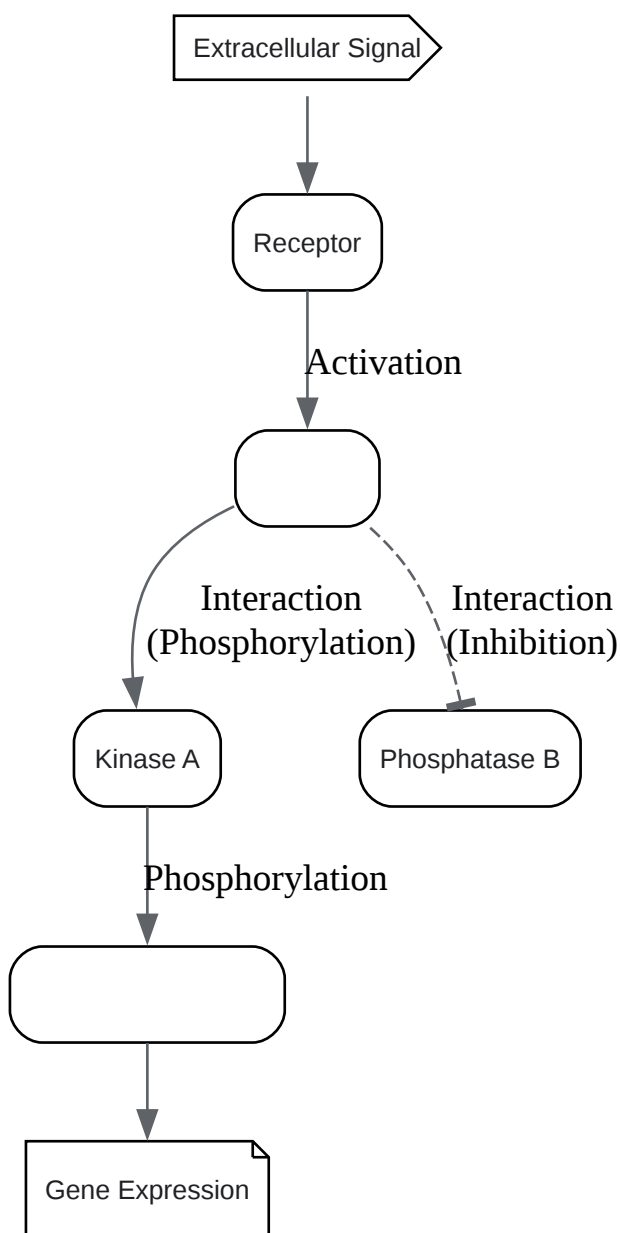 Extracellular Signal
Receptor
Activation
Interaction
(Phosphorylation)
Interaction
(Inhibition)
Kinase A
Phosphatase B
Phosphorylation
Gene Expression